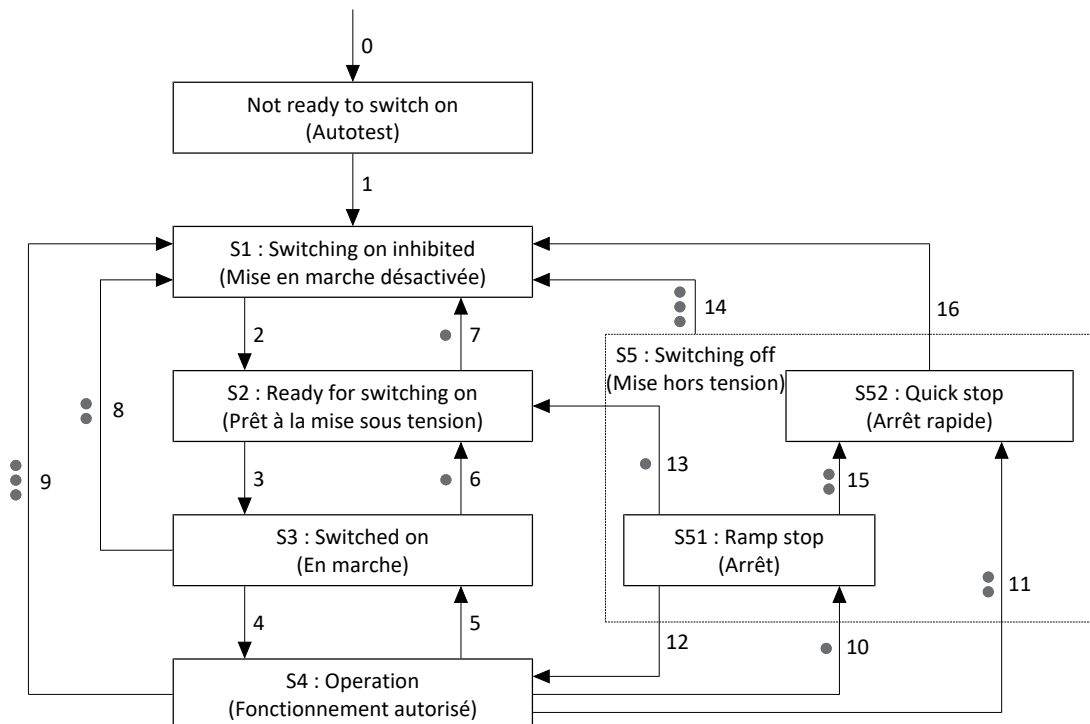 0
Not ready to switch on
(Autotest)
1
S1 : Switching on inhibited
(Mise en marche désactivée)
2
7
14
16
S5 : Switching off
(Mise hors tension)
S2 : Ready for switching on
(Prêt à la mise sous tension)
S52 : Quick stop
(Arrêt rapide)
8
9
3
6
13
15
S3 : Switched on
(En marche)
S51 : Ramp stop
(Arrêt)
11
4
5
12
10
S4 : Operation
(Fonctionnement autorisé)